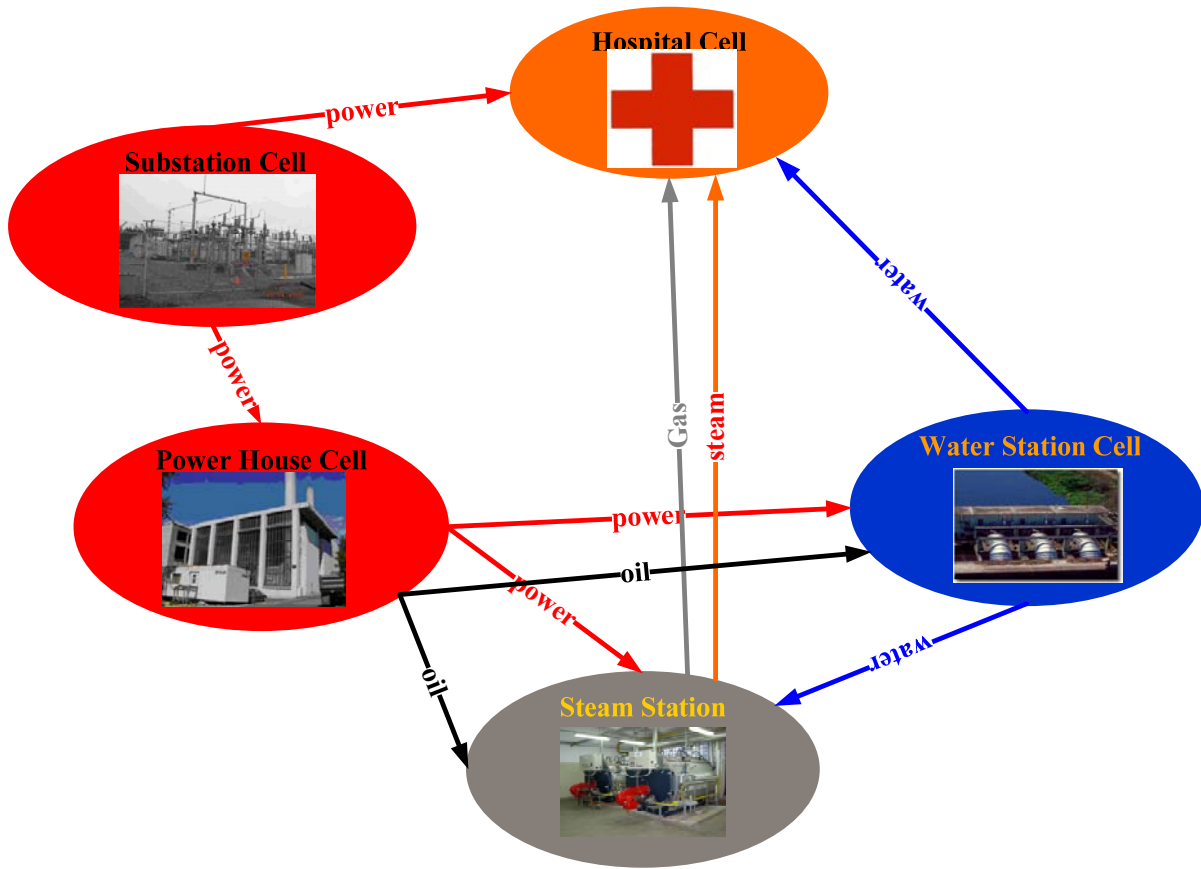 Hospital Cell
power
Substation Cell
water
power
Gas
steam
Power House Cell
Water Station Cell
power
oil
power
water
oil
Steam Station